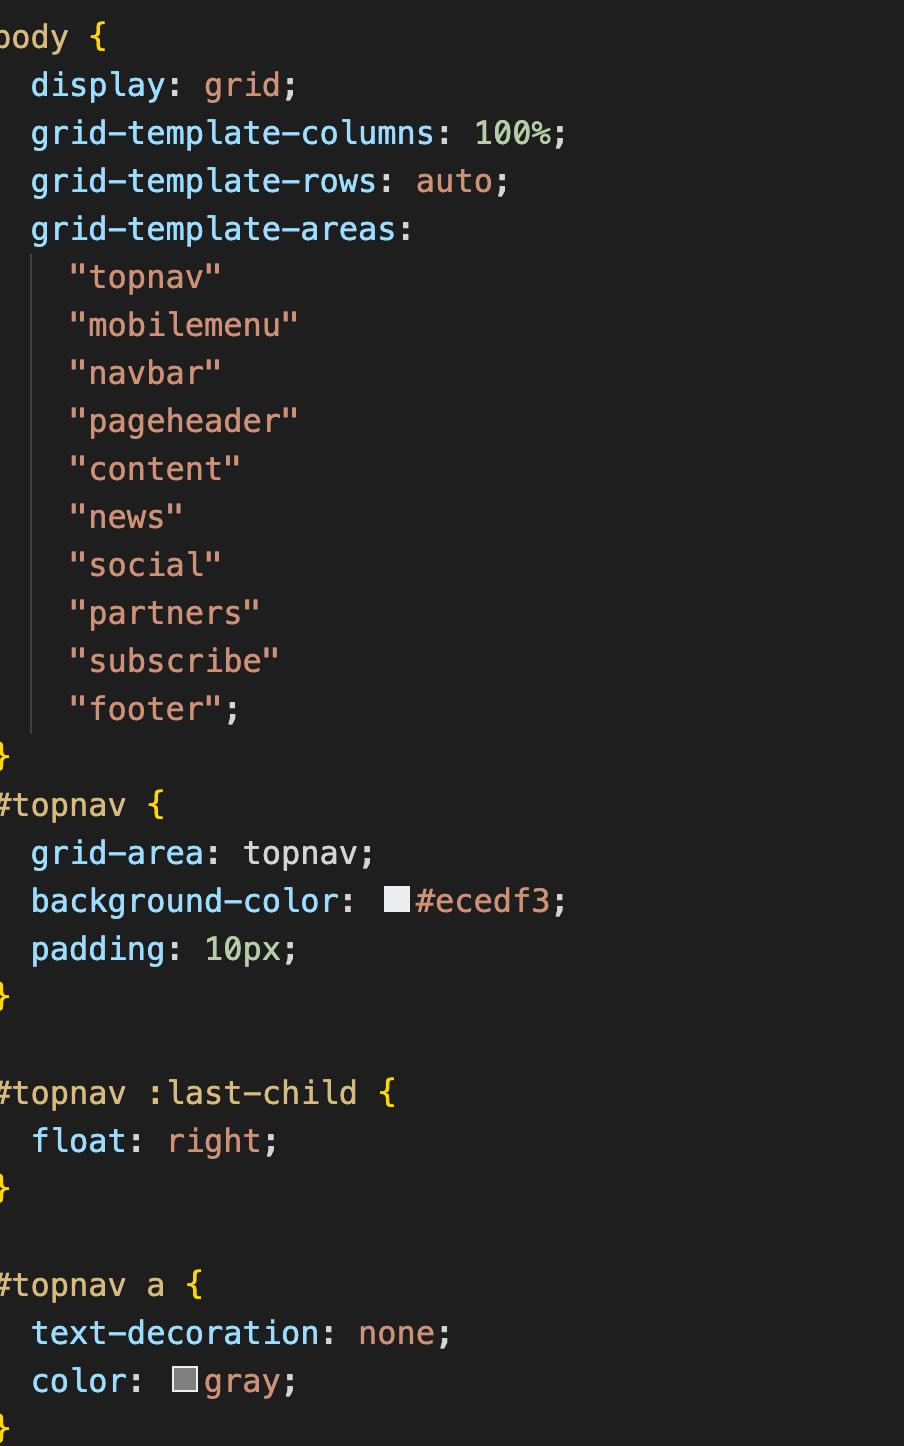 body {
  display: grid;
  grid-template-columns: 100%;
  grid-template-rows: auto;
  grid-template-areas:
    "topnav"
    "mobilemenu"
    "navbar"
    "pageheader"
    "content"
    "news"
    "social"
    "partners"
    "subscribe"
    "footer";
}
#topnav {
  grid-area: topnav;
  background-color: #ecedf3;
  padding: 10px;
}

#topnav :last-child {
  float: right;
}

#topnav a {
  text-decoration: none;
  color: gray;
}